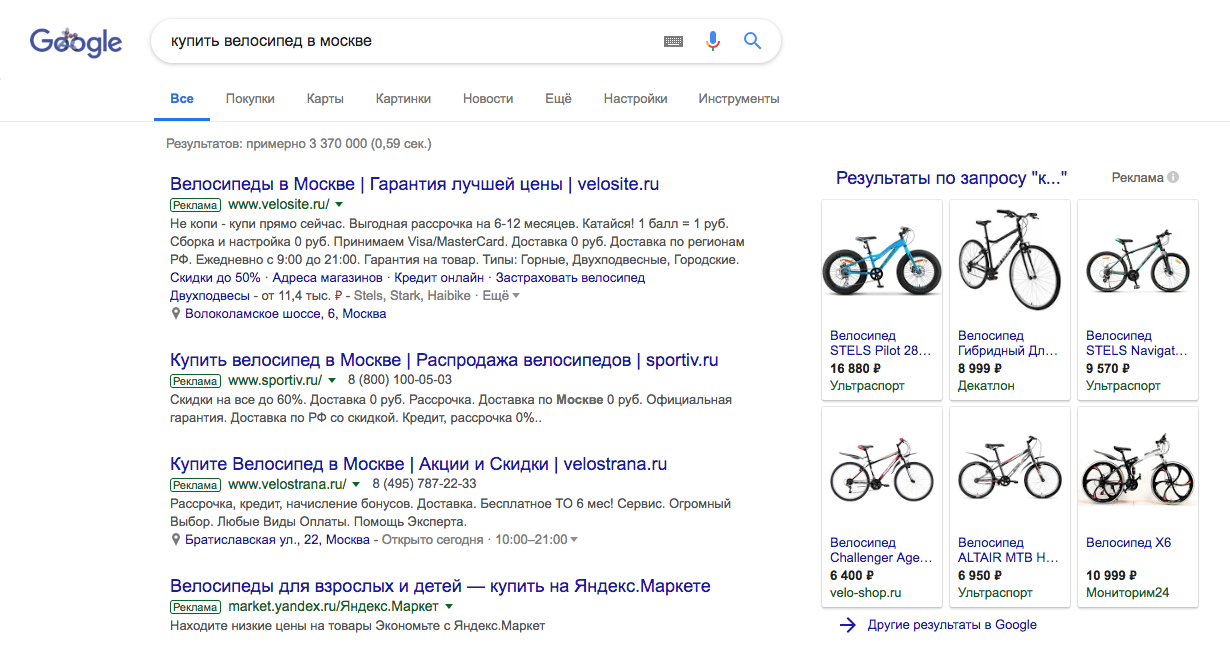 Google
купить велосипед в москве
Все Покупки Карты Картинки Новости Ещё Настройки Инструменты
Результатов: примерно 3 370 000 (0,59 сек.)
Велосипеды в Москве | Гарантия лучшей цены | velosite.ru
Реклама www.velosite.ru/
Не копи - купи прямо сейчас. Выгодная рассрочка на 6-12 месяцев. Катайся! 1 балл = 1 руб.
Сборка и настройка 0 руб. Принимаем Visa/MasterCard. Доставка 0 руб. Доставка по регионам
РФ. Ежедневно с 9:00 до 21:00. Гарантия на товар. Типы: Горные, Двухподвесные, Городские.
Скидки до 50% · Адреса магазинов · Кредит онлайн · Застраховать велосипед
Двухподвесы - от 11,4 тыс. ₽ - Stels, Stark, Haibike · Ещё
Волоколамское шоссе, 6, Москва
Купить велосипед в Москве | Распродажа велосипедов | sportiv.ru
Реклама www.sportiv.ru/ 8 (800) 100-05-03
Скидки на все до 60%. Доставка 0 руб. Рассрочка. Доставка по Москве 0 руб. Официальная
гарантия. Доставка по РФ со скидкой. Кредит, рассрочка 0%..
Купите Велосипед в Москве | Акции и Скидки | velostrana.ru
Реклама www.velostrana.ru/ 8 (495) 787-22-33
Рассрочка, кредит, начисление бонусов. Доставка. Бесплатное ТО 6 мес! Сервис. Огромный
Выбор. Любые Виды Оплаты. Помощь Эксперта.
Братиславская ул., 22, Москва - Открыто сегодня · 10:00–21:00
Велосипеды для взрослых и детей — купить на Яндекс.Маркете
Реклама market.yandex.ru/Яндекс.Маркет
Находите низкие цены на товары Экономьте с Яндекс.Маркет
Результаты по запросу "к..." Реклама
Велосипед
STELS Pilot 28...
16 880 ₽
Ультраспорт
Велосипед
Гибридный Дл...
8 999 ₽
Декатлон
Велосипед
STELS Navigat...
9 570 ₽
Ультраспорт
Велосипед
Challenger Age...
6 400 ₽
velo-shop.ru
Велосипед
ALTAIR MTB H...
6 950 ₽
Ультраспорт
Велосипед X6
10 999 ₽
Мониторим24
Другие результаты в Google